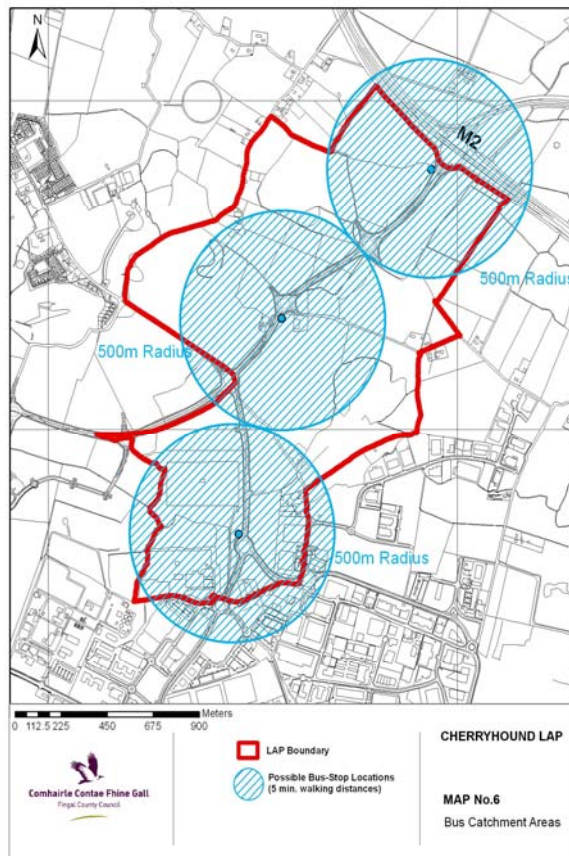 N
M2
500m Radius
500m Radius
500m Radius
Meters
0 112.5 225 450 675 900
LAP Boundary
Possible Bus-Stop Locations
(5 min. walking distances)
Comhairle Contae Fhine Gall
Fingal County Council
CHERRYHOUND LAP
MAP No.6
Bus Catchment Areas